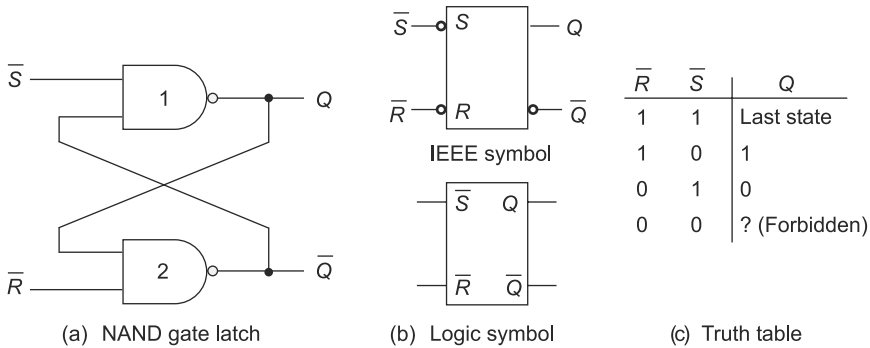 S̅
1
Q
2
R̅
Q̅
(a) NAND gate latch
S̅ S Q
R̅ R Q̅
IEEE symbol
S̅ Q
R̅ Q̅
(b) Logic symbol
R̅ S̅ Q
1 1 Last state
1 0 1
0 1 0
0 0 ? (Forbidden)
(c) Truth table